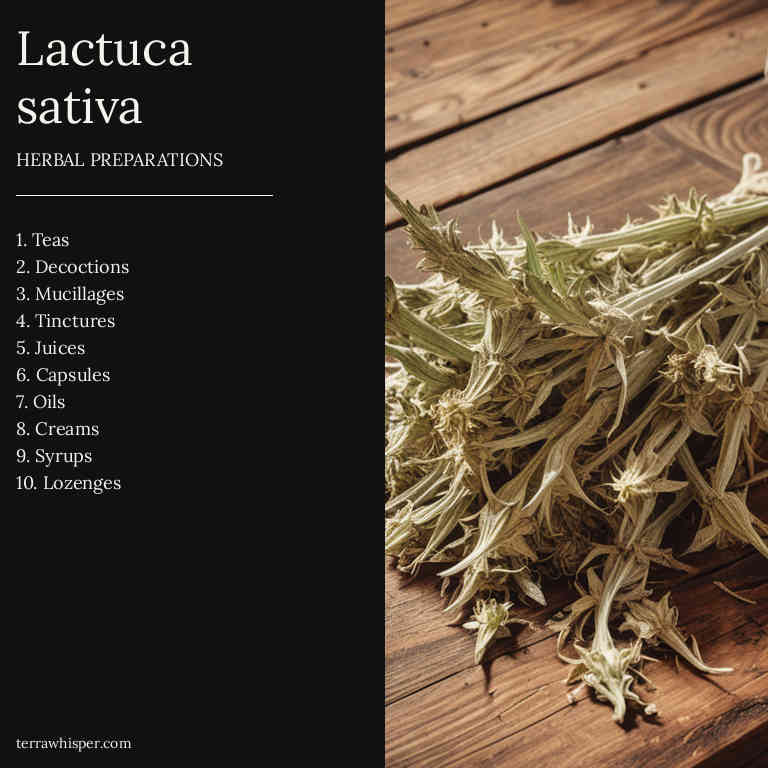 Lactuca
sativa
HERBAL PREPARATIONS
1. Teas
2. Decoctions
3. Mucillages
4. Tinctures
5. Juices
6. Capsules
7. Oils
8. Creams
9. Syrups
10. Lozenges
terrawhisper.com